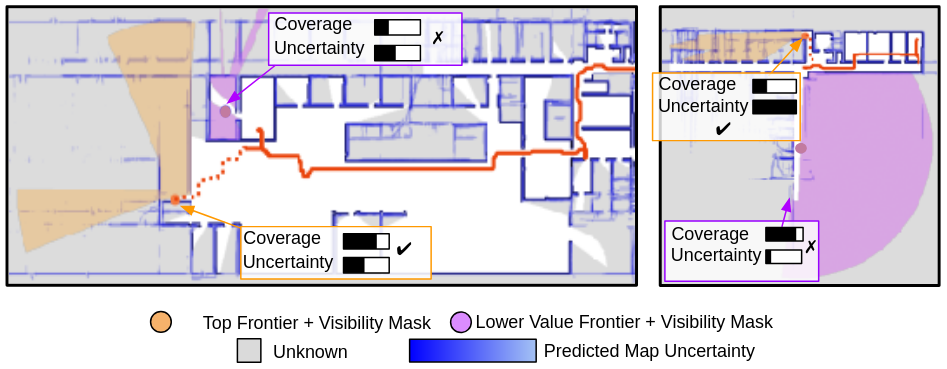 Coverage
Uncertainty
✗
Coverage
Uncertainty
✔
Coverage
Uncertainty
✔
Coverage
Uncertainty
✗
Top Frontier + Visibility Mask
Lower Value Frontier + Visibility Mask
Unknown
Predicted Map Uncertainty